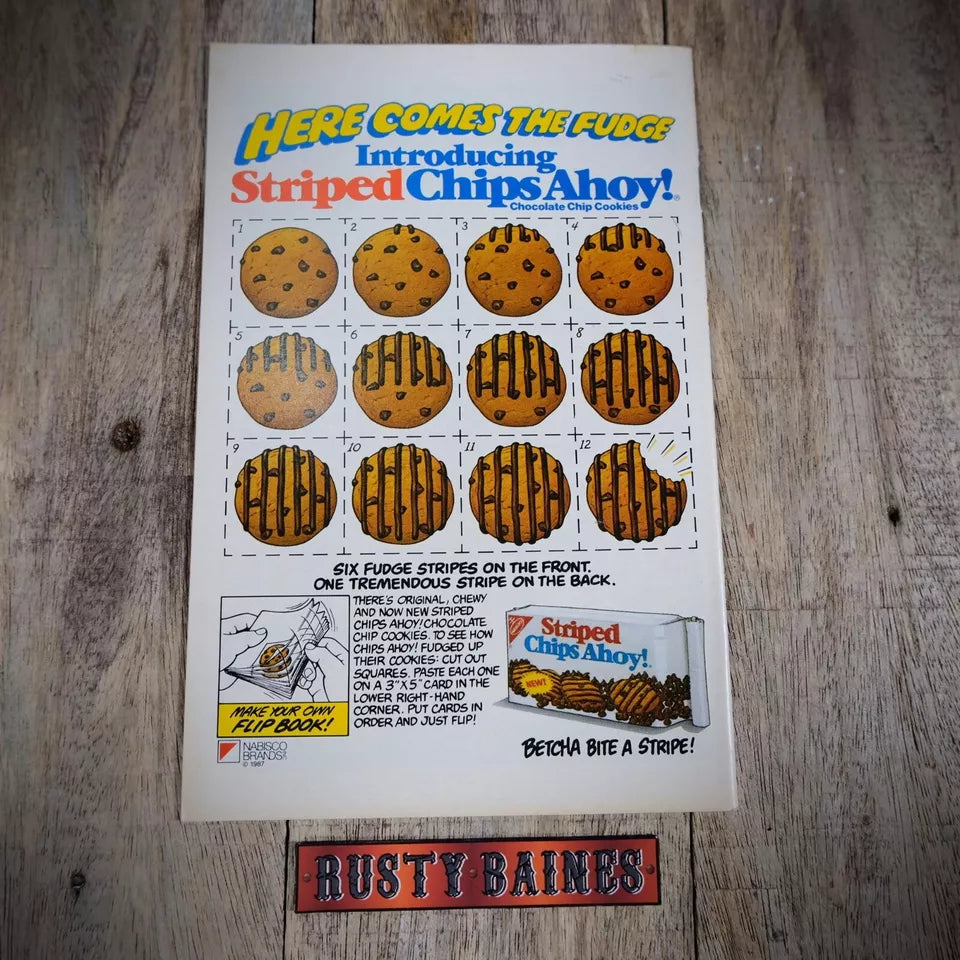 HERE COMES THE FUDGE
Introducing
Striped Chips Ahoy!®
Chocolate Chip Cookies
1 2 3 4
5 6 7 8
9 10 11 12
SIX FUDGE STRIPES ON THE FRONT.
ONE TREMENDOUS STRIPE ON THE BACK.
THERE'S ORIGINAL, CHEWY
AND NOW NEW STRIPED
CHIPS AHOY! CHOCOLATE
CHIP COOKIES. TO SEE HOW
CHIPS AHOY! FUDGED UP
THEIR COOKIES: CUT OUT
SQUARES. PASTE EACH ONE
ON A 3"X5" CARD IN THE
LOWER RIGHT-HAND
CORNER. PUT CARDS IN
ORDER AND JUST FLIP!
MAKE YOUR OWN
FLIP BOOK!
NABISCO
BRANDS
© 1987
Striped
Chips Ahoy!
NEW!
BETCHA BITE A STRIPE!
RUSTY BAINES